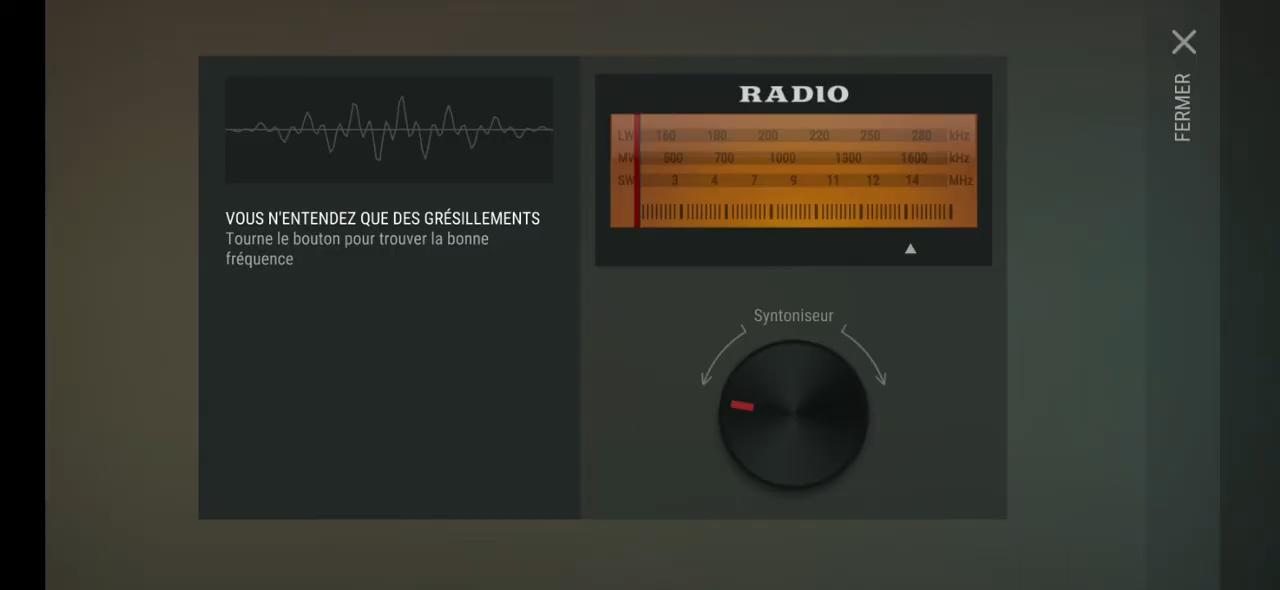 VOUS N'ENTENDEZ QUE DES GRÉSILLEMENTS
Tourne le bouton pour trouver la bonne
fréquence
RADIO
LW 160 180 200 220 250 280 kHz
MW 600 700 1000 1300 1600 kHz
SW 3 4 7 9 11 12 14 MHz
Syntoniseur
FERMER